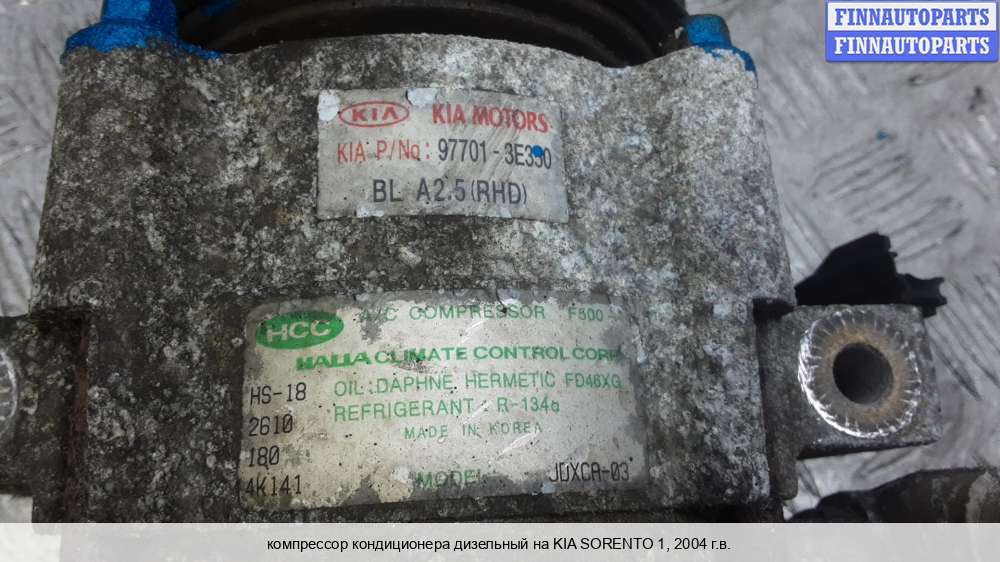 FINNAUTOPARTS
FINNAUTOPARTS
KIA KIA MOTORS
KIA P/No: 97701-3E350
BL A2.5(RHD)
HCC A/C COMPRESSOR F500-
HALLA CLIMATE CONTROL CORP
HS-18 OIL:DAPHNE HERMETIC FD46XG
2610 REFRIGERANT: R-134a
180 MADE IN KOREA
4K141 MODEL JDXCA-03
компрессор кондиционера дизельный на KIA SORENTO 1, 2004 г.в.